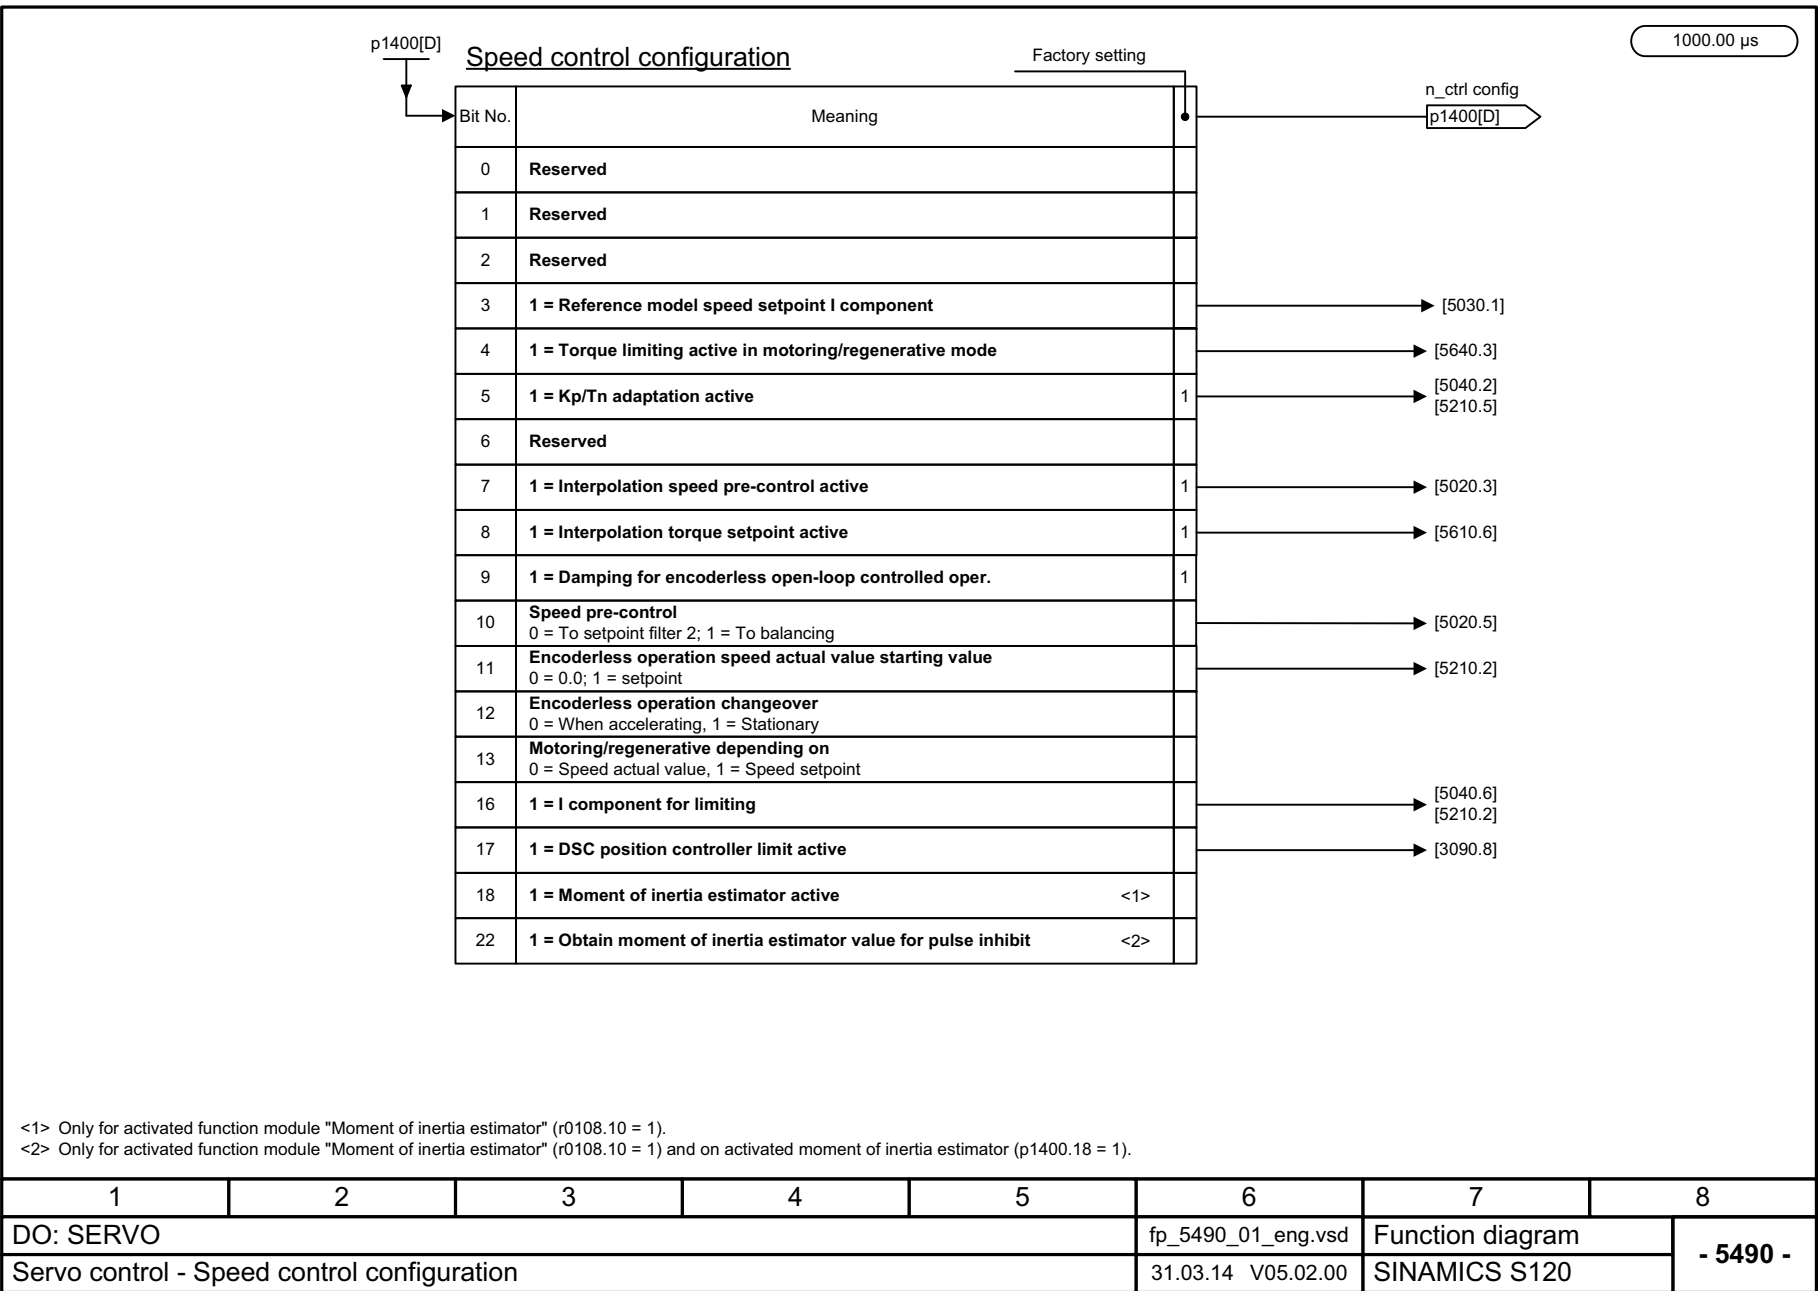 p1400[D]
Speed control configuration
Factory setting
1000.00 µs
n_ctrl config
p1400[D]
Bit No. Meaning
0 Reserved
1 Reserved
2 Reserved
3 1 = Reference model speed setpoint I component [5030.1]
4 1 = Torque limiting active in motoring/regenerative mode [5640.3]
5 1 = Kp/Tn adaptation active 1 [5040.2]
[5210.5]
6 Reserved
7 1 = Interpolation speed pre-control active 1 [5020.3]
8 1 = Interpolation torque setpoint active 1 [5610.6]
9 1 = Damping for encoderless open-loop controlled oper. 1
10 Speed pre-control
0 = To setpoint filter 2; 1 = To balancing [5020.5]
11 Encoderless operation speed actual value starting value
0 = 0.0; 1 = setpoint [5210.2]
12 Encoderless operation changeover
0 = When accelerating, 1 = Stationary
13 Motoring/regenerative depending on
0 = Speed actual value, 1 = Speed setpoint
16 1 = I component for limiting [5040.6]
[5210.2]
17 1 = DSC position controller limit active [3090.8]
18 1 = Moment of inertia estimator active <1>
22 1 = Obtain moment of inertia estimator value for pulse inhibit <2>
<1> Only for activated function module "Moment of inertia estimator" (r0108.10 = 1).
<2> Only for activated function module "Moment of inertia estimator" (r0108.10 = 1) and on activated moment of inertia estimator (p1400.18 = 1).
1 2 3 4 5 6 7 8
DO: SERVO fp_5490_01_eng.vsd Function diagram
- 5490 -
Servo control - Speed control configuration 31.03.14 V05.02.00 SINAMICS S120